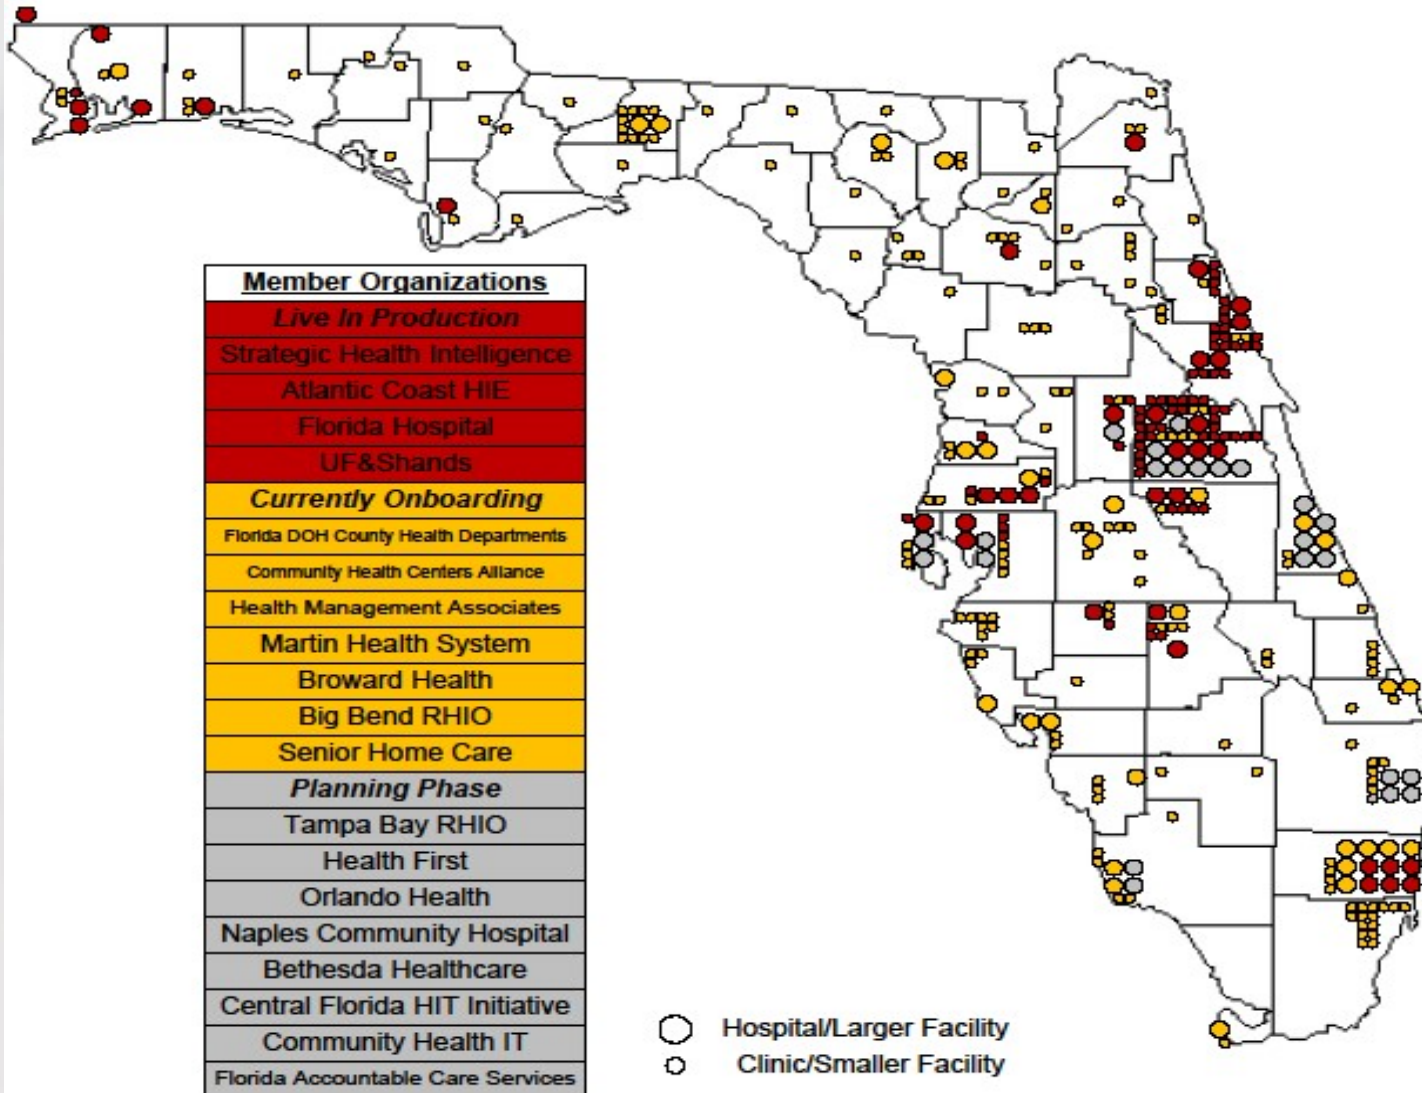 Member Organizations
Live In Production
Strategic Health Intelligence
Atlantic Coast HIE
Florida Hospital
UF&Shands
Currently Onboarding
Florida DOH County Health Departments
Community Health Centers Alliance
Health Management Associates
Martin Health System
Broward Health
Big Bend RHIO
Senior Home Care
Planning Phase
Tampa Bay RHIO
Health First
Orlando Health
Naples Community Hospital
Bethesda Healthcare
Central Florida HIT Initiative
Community Health IT
Florida Accountable Care Services
Hospital/Larger Facility
Clinic/Smaller Facility